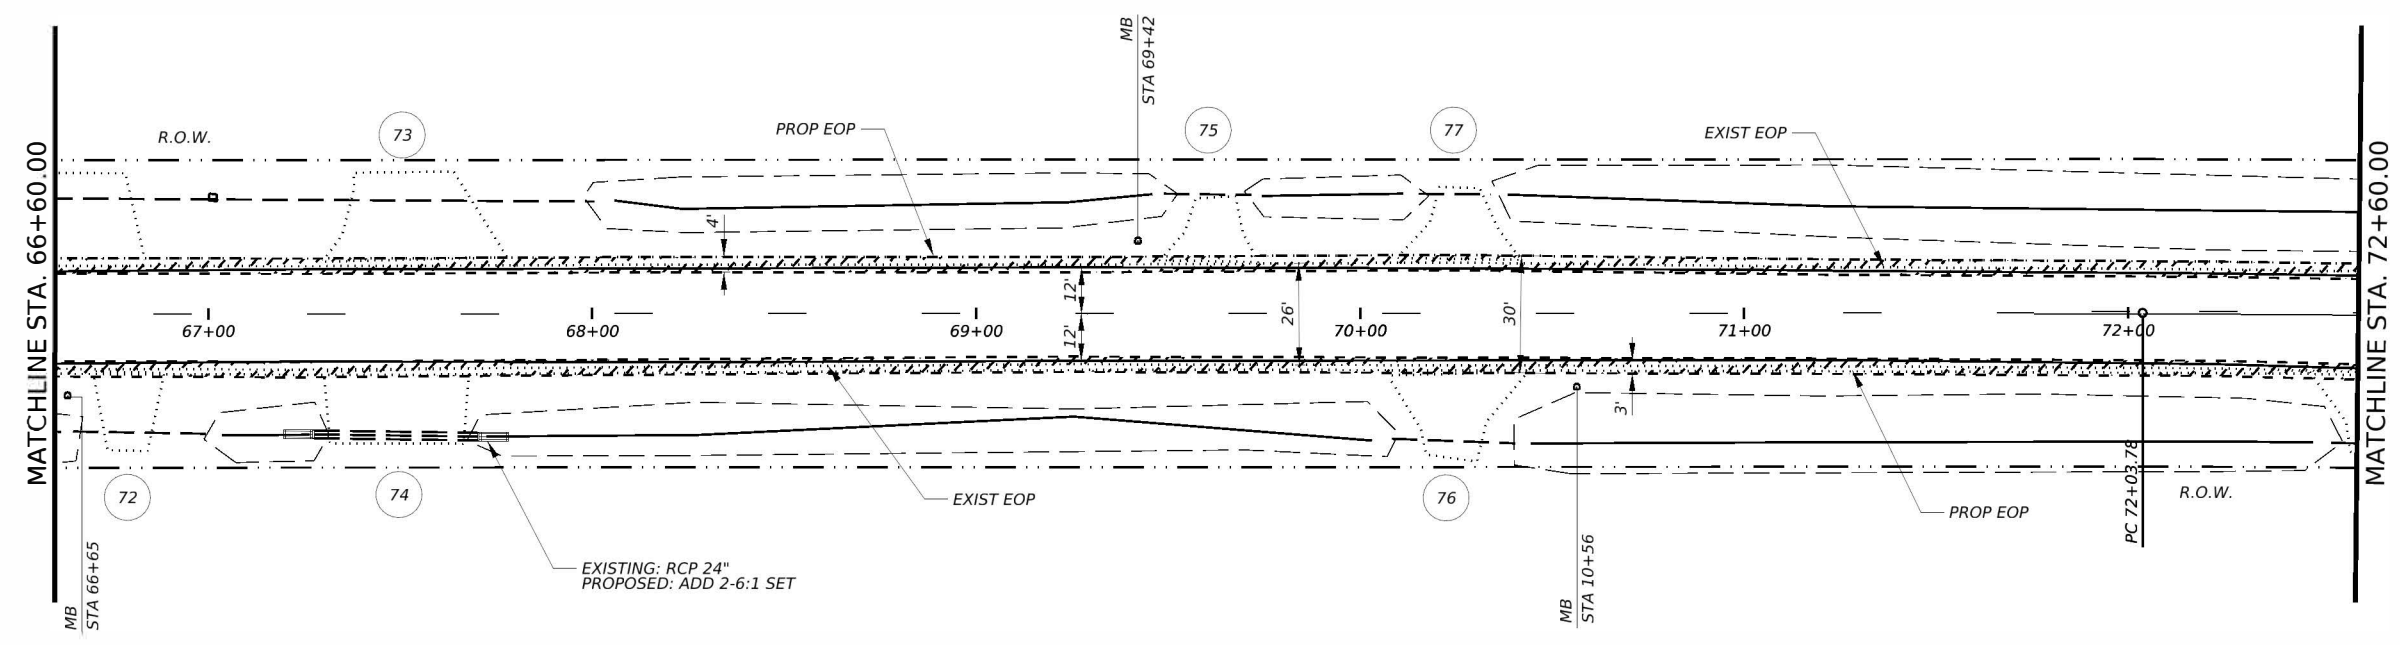 MATCHLINE STA. 66+60.00
R.O.W.
73
PROP EOP
MB
STA 69+42
75
77
EXIST EOP
MATCHLINE STA. 72+60.00
4'
12'
12'
26'
30'
67+00
68+00
69+00
70+00
71+00
72+00
3'
72
74
EXIST EOP
76
PROP EOP
PC 72+03.78
R.O.W.
MB
STA 66+65
EXISTING: RCP 24"
PROPOSED: ADD 2-6:1 SET
MB
STA 10+56